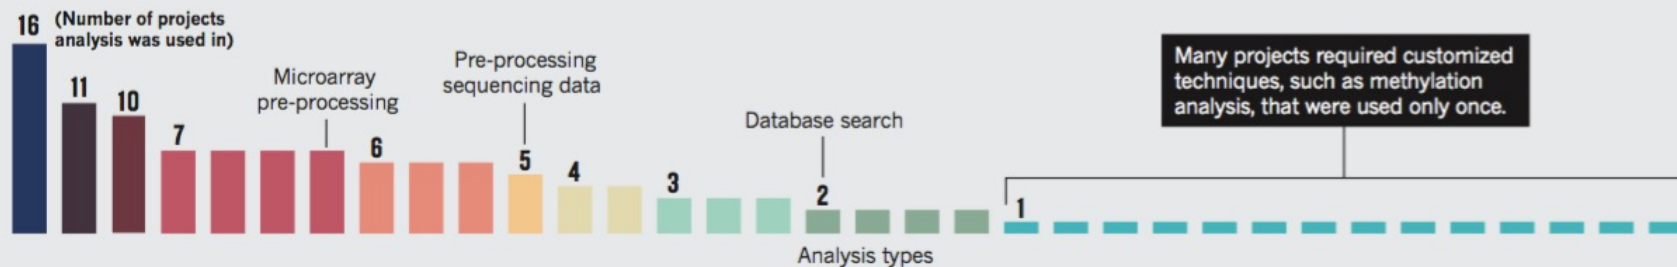 16 (Number of projects
analysis was used in)
11
10
7
Microarray
pre-processing
6
Pre-processing
sequencing data
5
4
3
Database search
2
Many projects required customized
techniques, such as methylation
analysis, that were used only once.
1
Analysis types